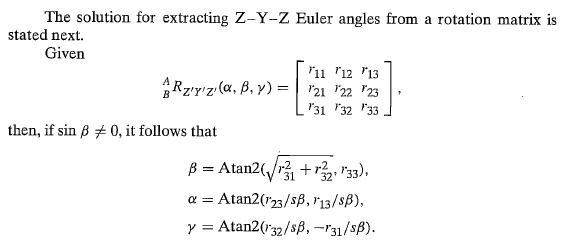 The solution for extracting Z–Y–Z Euler angles from a rotation matrix is
stated next.
Given
$^A_B R_{Z'Y'Z'}(\alpha, \beta, \gamma) = \begin{bmatrix} r_{11} & r_{12} & r_{13} \\ r_{21} & r_{22} & r_{23} \\ r_{31} & r_{32} & r_{33} \end{bmatrix},$
then, if sin β ≠ 0, it follows that
$\beta = \text{Atan2}(\sqrt{r_{31}^2 + r_{32}^2}, r_{33}),$
$\alpha = \text{Atan2}(r_{23}/s\beta, r_{13}/s\beta),$
$\gamma = \text{Atan2}(r_{32}/s\beta, -r_{31}/s\beta).$